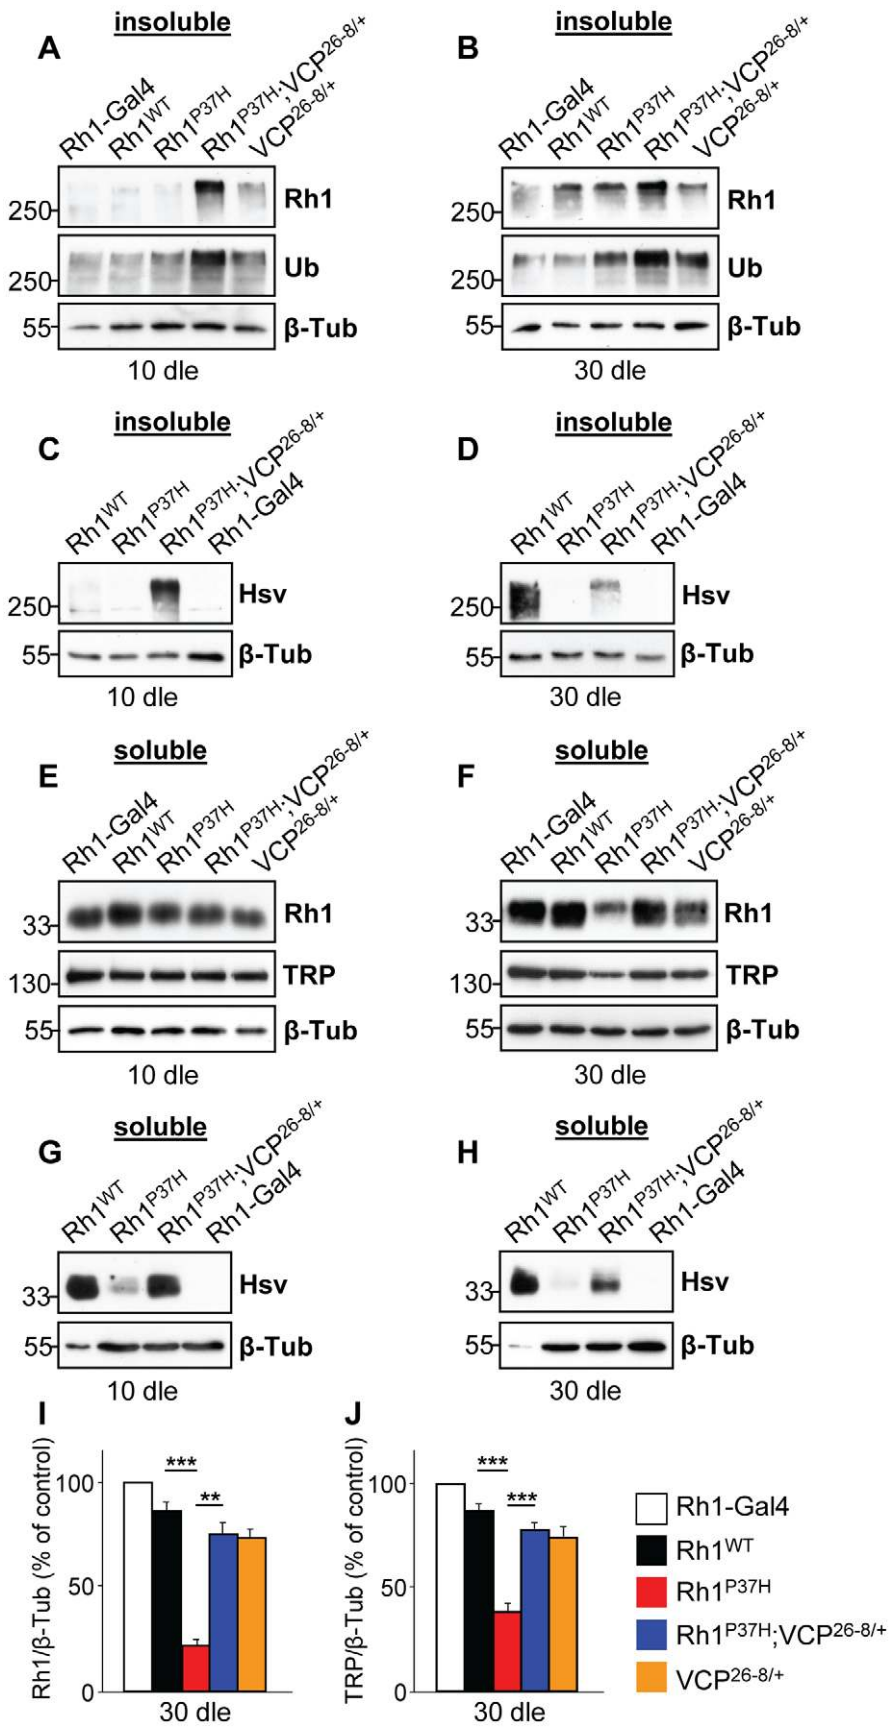 A
insoluble
Rh1-Gal4
Rh1WT
Rh1P37H
Rh1P37H;VCP26-8/+
VCP26-8/+
250
Rh1
250
Ub
55
β-Tub
10 dle
B
insoluble
Rh1-Gal4
Rh1WT
Rh1P37H
Rh1P37H;VCP26-8/+
VCP26-8/+
250
Rh1
250
Ub
55
β-Tub
30 dle
C
insoluble
Rh1WT
Rh1P37H
Rh1P37H;VCP26-8/+
Rh1-Gal4
250
Hsv
55
β-Tub
10 dle
D
insoluble
Rh1WT
Rh1P37H
Rh1P37H;VCP26-8/+
Rh1-Gal4
250
Hsv
55
β-Tub
30 dle
E
soluble
Rh1-Gal4
Rh1WT
Rh1P37H
Rh1P37H;VCP26-8/+
VCP26-8/+
33
Rh1
130
TRP
55
β-Tub
10 dle
F
soluble
Rh1-Gal4
Rh1WT
Rh1P37H
Rh1P37H;VCP26-8/+
VCP26-8/+
33
Rh1
130
TRP
55
β-Tub
30 dle
G
soluble
Rh1WT
Rh1P37H
Rh1P37H;VCP26-8/+
Rh1-Gal4
33
Hsv
55
β-Tub
10 dle
H
soluble
Rh1WT
Rh1P37H
Rh1P37H;VCP26-8/+
Rh1-Gal4
33
Hsv
55
β-Tub
30 dle
I
Rh1/β-Tub (% of control)
100
50
0
***
**
30 dle
J
TRP/β-Tub (% of control)
100
50
0
***
***
30 dle
Rh1-Gal4
Rh1WT
Rh1P37H
Rh1P37H;VCP26-8/+
VCP26-8/+